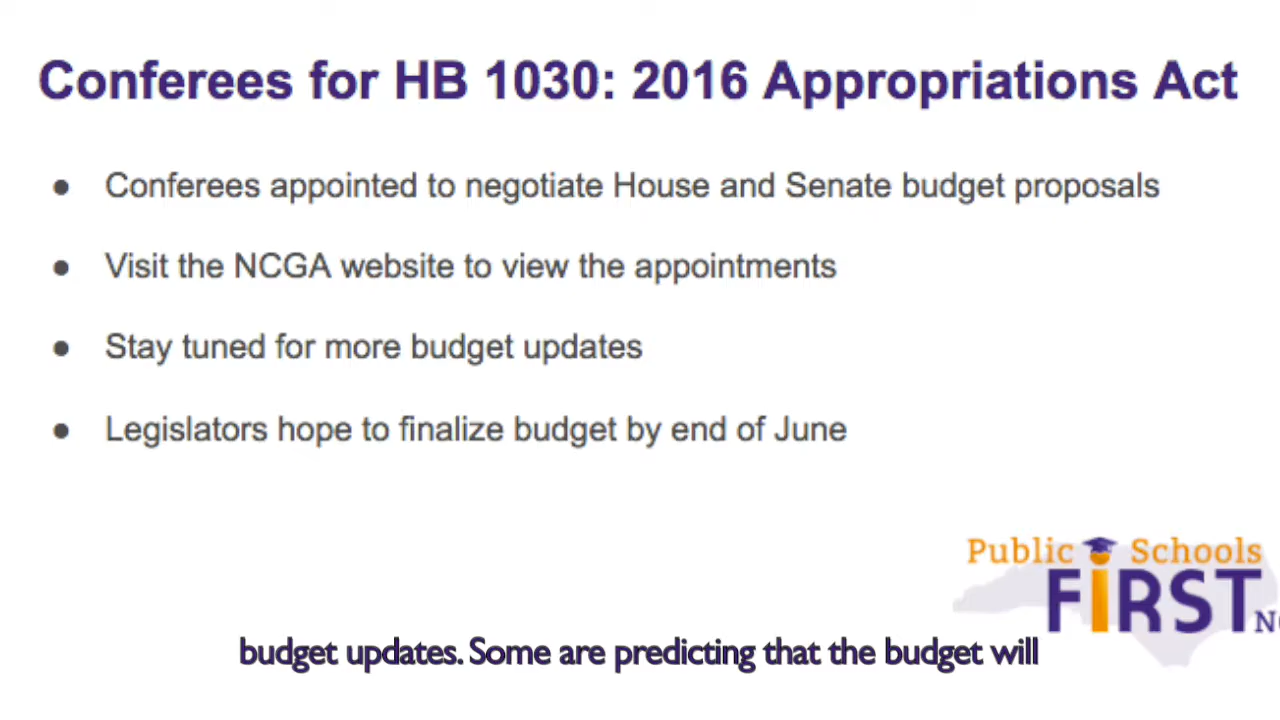 Conferees for HB 1030: 2016 Appropriations Act
● Conferees appointed to negotiate House and Senate budget proposals
● Visit the NCGA website to view the appointments
● Stay tuned for more budget updates
● Legislators hope to finalize budget by end of June
Public Schools
FiRST NC
budget updates. Some are predicting that the budget will